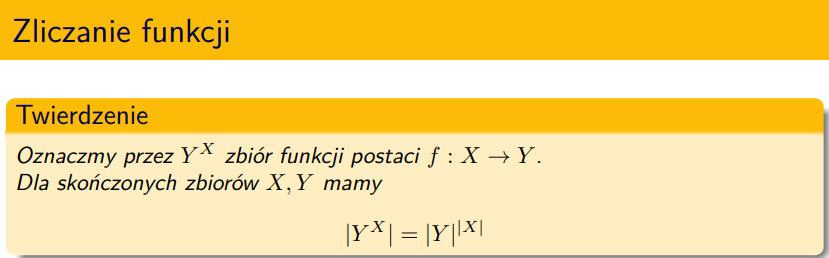 Zliczanie funkcji
Twierdzenie
Oznaczmy przez $Y^X$ zbiór funkcji postaci $f : X \to Y$.
Dla skończonych zbiorów $X, Y$ mamy
$|Y^X| = |Y|^{|X|}$